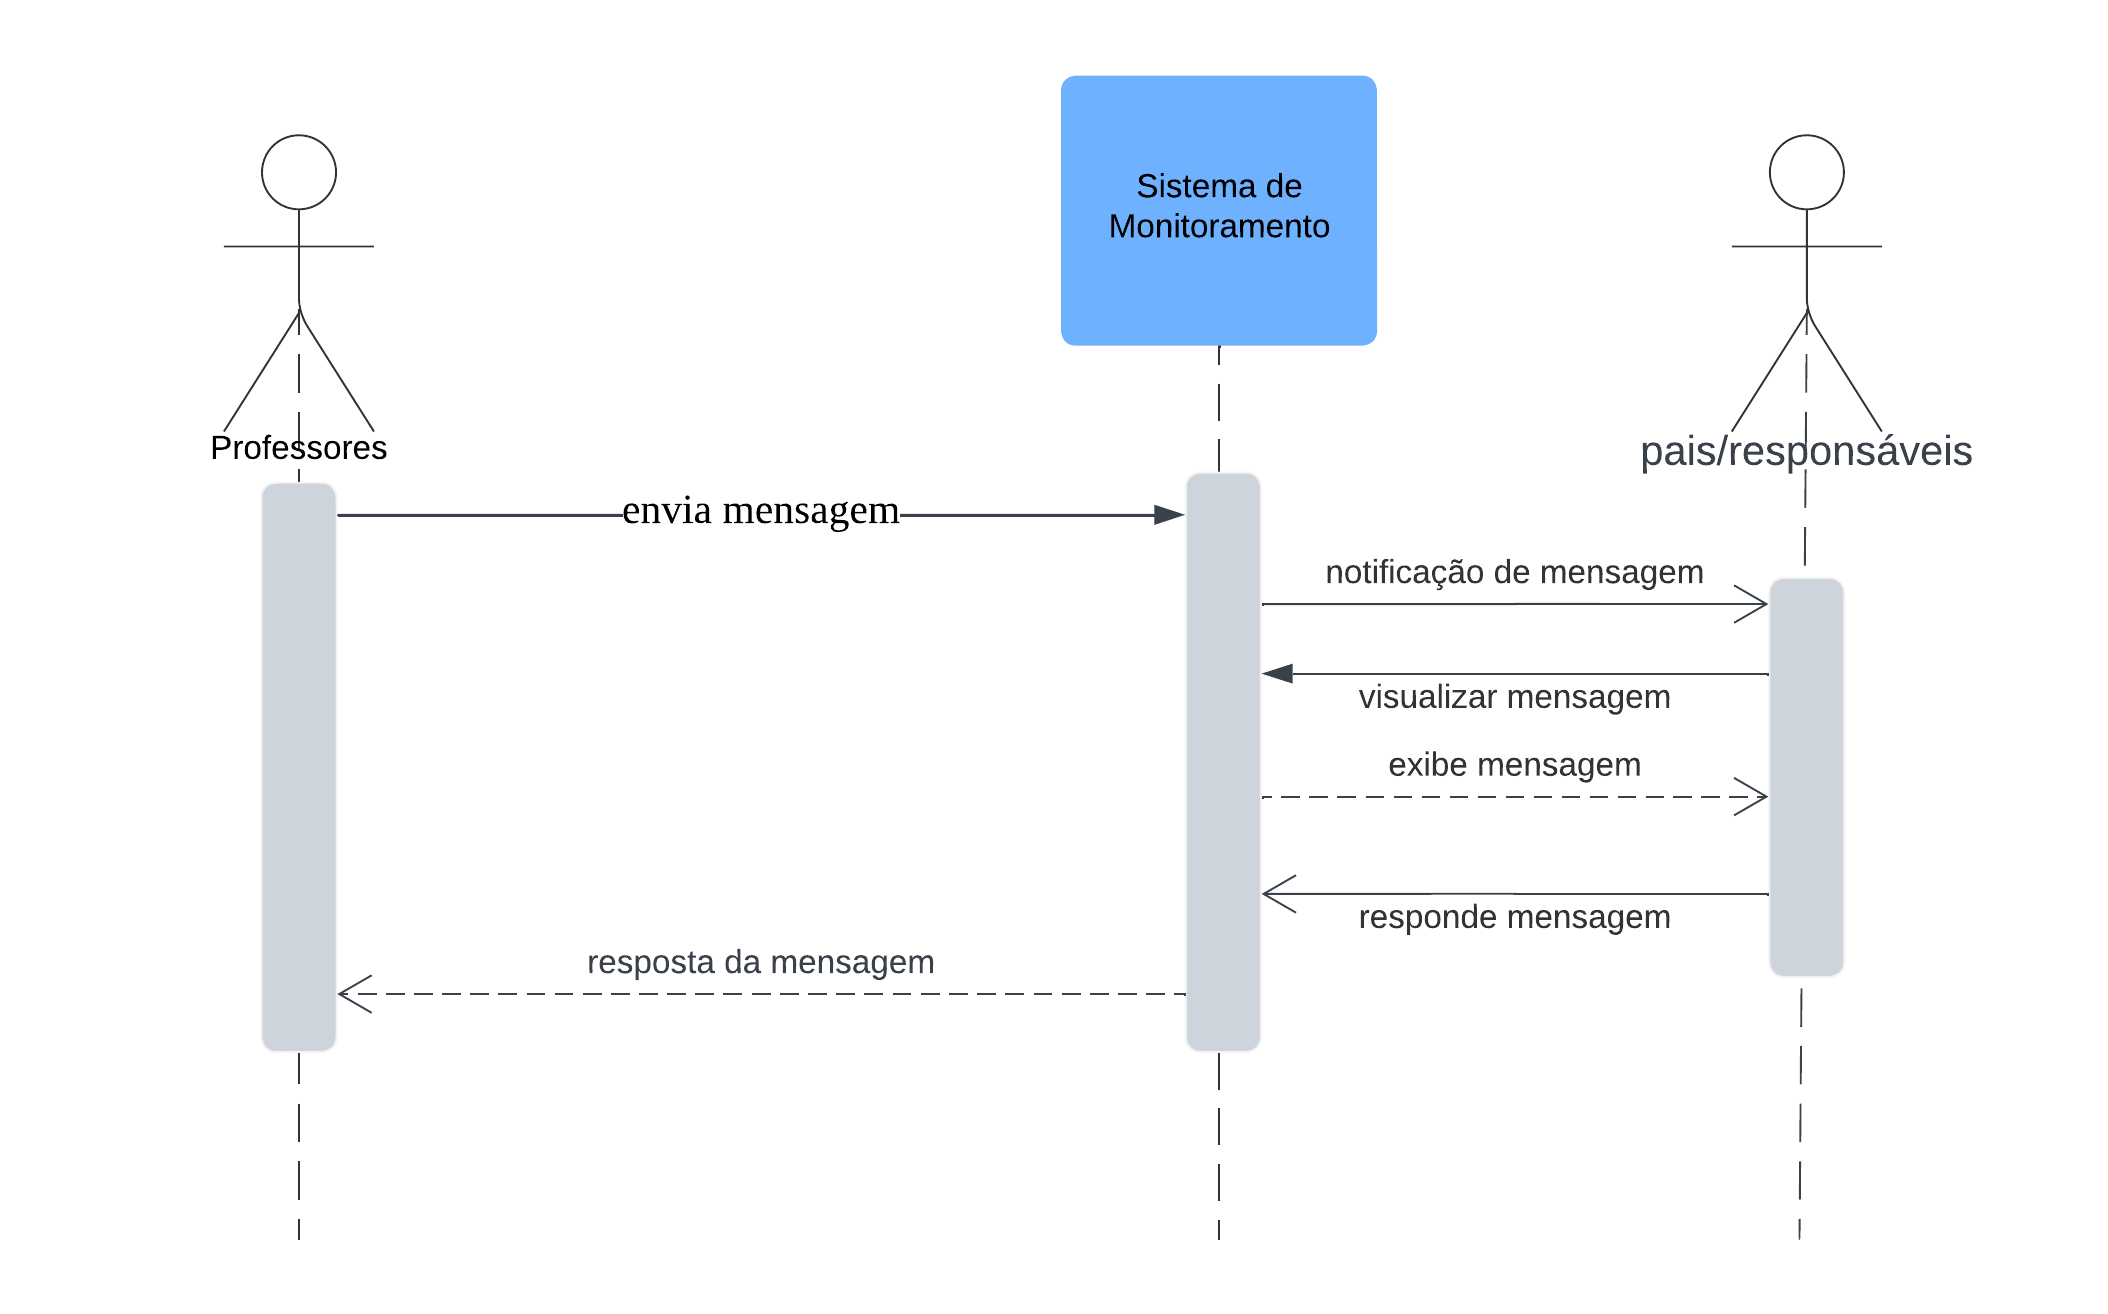 Sistema de
Monitoramento
Professores
pais/responsáveis
envia mensagem
notificação de mensagem
visualizar mensagem
exibe mensagem
responde mensagem
resposta da mensagem